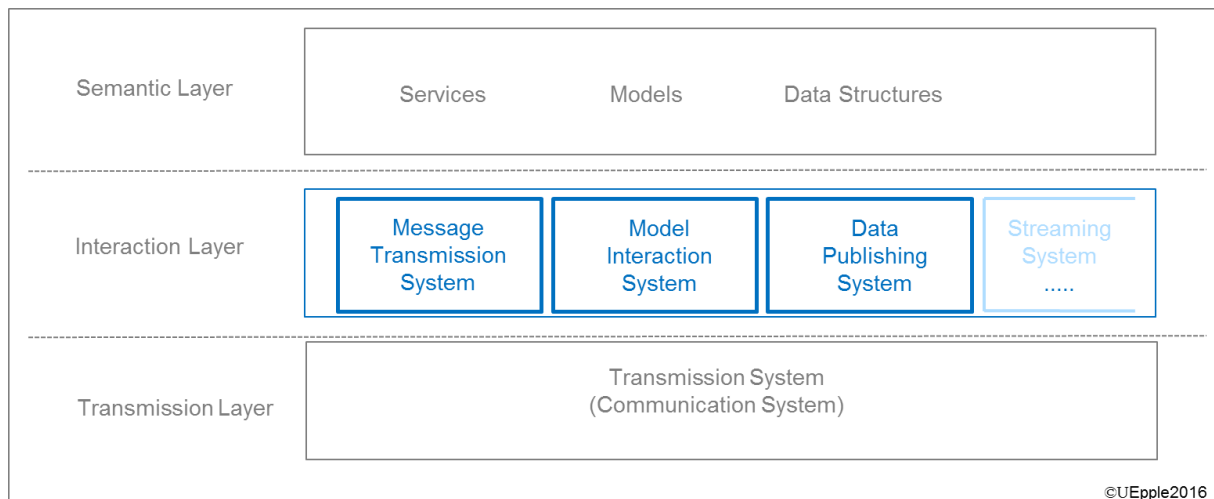 Semantic Layer
Services
Models
Data Structures
Interaction Layer
Message
Transmission
System
Model
Interaction
System
Data
Publishing
System
Streaming
System
.....
Transmission Layer
Transmission System
(Communication System)
©UEpple2016